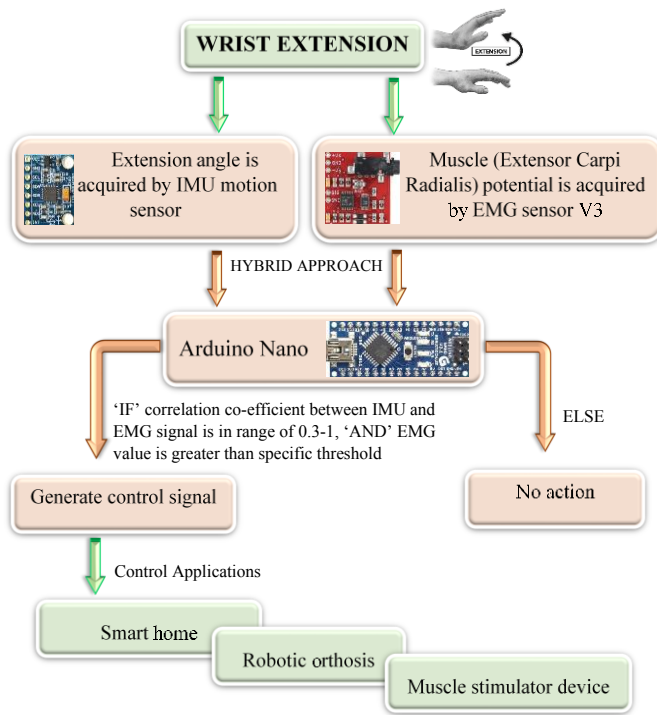 WRIST EXTENSION
EXTENSION
Extension angle is
acquired by IMU motion
sensor
Muscle (Extensor Carpi
Radialis) potential is acquired
by EMG sensor V3
HYBRID APPROACH
Arduino Nano
‘IF’ correlation co-efficient between IMU and
EMG signal is in range of 0.3-1, ‘AND’ EMG
value is greater than specific threshold
ELSE
Generate control signal
No action
Control Applications
Smart home
Robotic orthosis
Muscle stimulator device